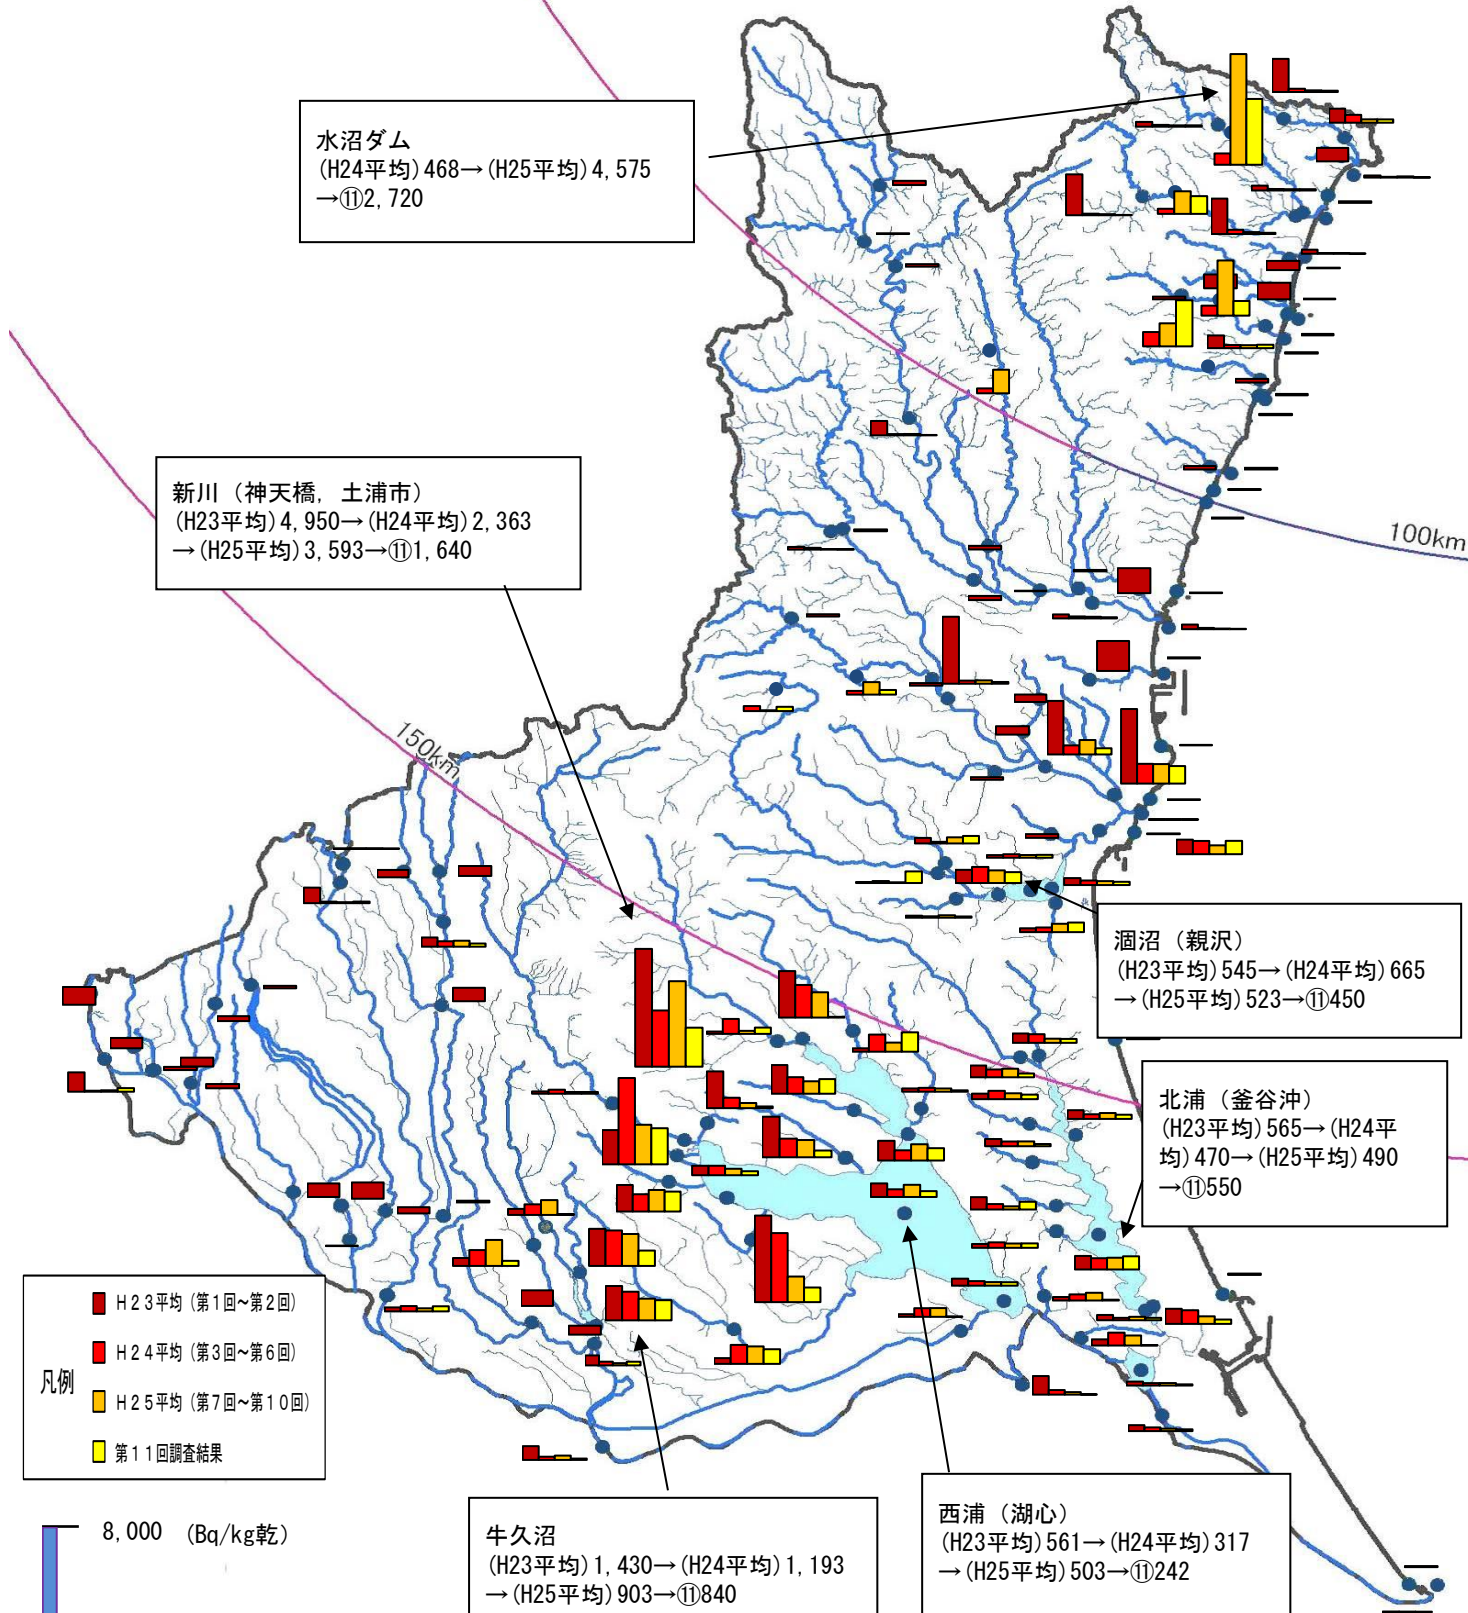 水沼ダム
(H24平均)468→(H25平均)4,575
→⑪2,720
100km
新川（神天橋，土浦市）
(H23平均)4,950→(H24平均)2,363
→(H25平均)3,593→⑪1,640
150km
涸沼（親沢）
(H23平均)545→(H24平均)665
→(H25平均)523→⑪450
北浦（釜谷沖）
(H23平均)565→(H24平
均)470→(H25平均)490
→⑪550
凡例
H23平均(第1回~第2回)
H24平均(第3回~第6回)
H25平均(第7回~第10回)
第11回調査結果
8,000 (Bq/kg乾)
牛久沼
(H23平均)1,430→(H24平均)1,193
→(H25平均)903→⑪840
西浦（湖心）
(H23平均)561→(H24平均)317
→(H25平均)503→⑪242